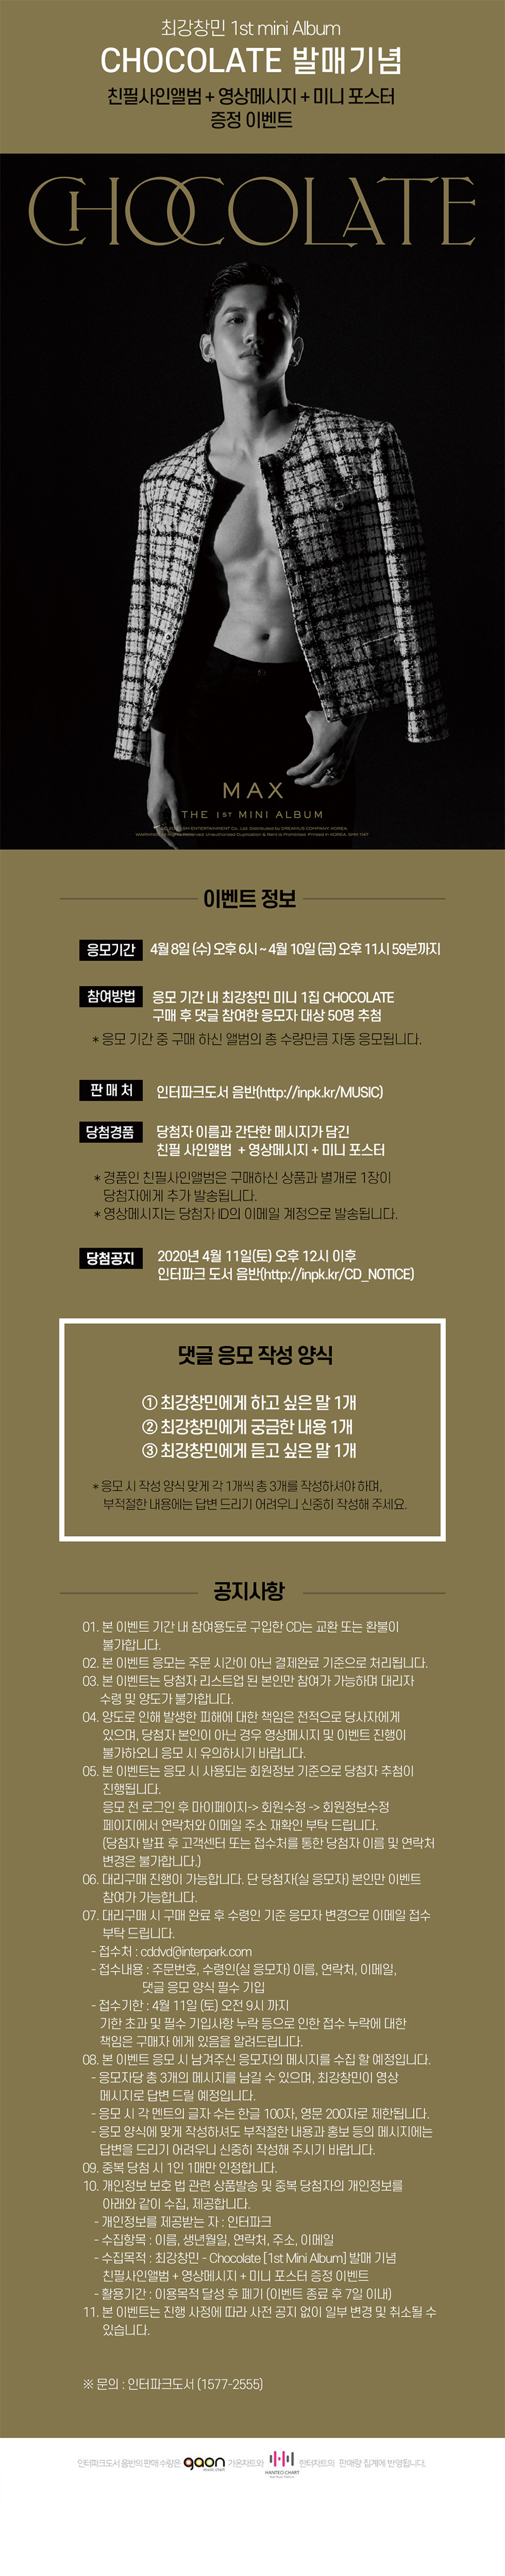 최강창민 1st mini Album
CHOCOLATE 발매기념
친필사인앨범 + 영상메시지 + 미니 포스터
증정 이벤트
CHOCOLATE
MAX
THE 1ST MINI ALBUM
이벤트 정보
응모기간 4월 8일 (수) 오후 6시 ~ 4월 10일 (금) 오후 11시 59분까지
참여방법 응모 기간 내 최강창민 미니 1집 CHOCOLATE
구매 후 댓글 참여한 응모자 대상 50명 추첨
* 응모 기간 중 구매 하신 앨범의 총 수량만큼 자동 응모됩니다.
판 매 처 인터파크도서 음반(http://inpk.kr/MUSIC)
당첨경품 당첨자 이름과 간단한 메시지가 담긴
친필 사인앨범 + 영상메시지 + 미니 포스터
* 경품인 친필사인앨범은 구매하신 상품과 별개로 1장이
당첨자에게 추가 발송됩니다.
* 영상메시지는 당첨자 ID의 이메일 계정으로 발송됩니다.
당첨공지 2020년 4월 11일(토) 오후 12시 이후
인터파크 도서 음반(http://inpk.kr/CD_NOTICE)
댓글 응모 작성 양식
① 최강창민에게 하고 싶은 말 1개
② 최강창민에게 궁금한 내용 1개
③ 최강창민에게 듣고 싶은 말 1개
* 응모 시 작성 양식 맞게 각 1개씩 총 3개를 작성하셔야 하며,
부적절한 내용에는 답변 드리기 어려우니 신중히 작성해 주세요.
공지사항
01. 본 이벤트 기간 내 참여용도로 구입한 CD는 교환 또는 환불이
불가합니다.
02. 본 이벤트 응모는 주문 시간이 아닌 결제완료 기준으로 처리됩니다.
03. 본 이벤트는 당첨자 리스트업 된 본인만 참여가 가능하며 대리자
수령 및 양도가 불가합니다.
04. 양도로 인해 발생한 피해에 대한 책임은 전적으로 당사자에게
있으며, 당첨자 본인이 아닌 경우 영상메시지 및 이벤트 진행이
불가하오니 응모 시 유의하시기 바랍니다.
05. 본 이벤트는 응모 시 사용되는 회원정보 기준으로 당첨자 추첨이
진행됩니다.
응모 전 로그인 후 마이페이지-> 회원수정 -> 회원정보수정
페이지에서 연락처와 이메일 주소 재확인 부탁 드립니다.
(당첨자 발표 후 고객센터 또는 접수처를 통한 당첨자 이름 및 연락처
변경은 불가합니다.)
06. 대리구매 진행이 가능합니다. 단 당첨자(실 응모자) 본인만 이벤트
참여가 가능합니다.
07. 대리구매 시 구매 완료 후 수령인 기준 응모자 변경으로 이메일 접수
부탁 드립니다.
- 접수처 : cddvd@interpark.com
- 접수내용 : 주문번호, 수령인(실 응모자) 이름, 연락처, 이메일,
댓글 응모 양식 필수 기입
- 접수기한 : 4월 11일 (토) 오전 9시 까지
기한 초과 및 필수 기입사항 누락 등으로 인한 접수 누락에 대한
책임은 구매자 에게 있음을 알려드립니다.
08. 본 이벤트 응모 시 남겨주신 응모자의 메시지를 수집 할 예정입니다.
- 응모자당 총 3개의 메시지를 남길 수 있으며, 최강창민이 영상
메시지로 답변 드릴 예정입니다.
- 응모 시 각 멘트의 글자 수는 한글 100자, 영문 200자로 제한됩니다.
- 응모 양식에 맞게 작성하셔도 부적절한 내용과 홍보 등의 메시지에는
답변을 드리기 어려우니 신중히 작성해 주시기 바랍니다.
09. 중복 당첨 시 1인 1매만 인정합니다.
10. 개인정보 보호 법 관련 상품발송 및 중복 당첨자의 개인정보를
아래와 같이 수집, 제공합니다.
- 개인정보를 제공받는 자 : 인터파크
- 수집항목 : 이름, 생년월일, 연락처, 주소, 이메일
- 수집목적 : 최강창민 - Chocolate [1st Mini Album] 발매 기념
친필사인앨범 + 영상메시지 + 미니 포스터 증정 이벤트
- 활용기간 : 이용목적 달성 후 폐기 (이벤트 종료 후 7일 이내)
11. 본 이벤트는 진행 사정에 따라 사전 공지 없이 일부 변경 및 취소될 수
있습니다.
※ 문의 : 인터파크도서 (1577-2555)
인터파크도서 음반의 판매 수량은 gaon music chart 가온차트와 HANTEO CHART 한터차트의 판매량 집계에 반영됩니다.